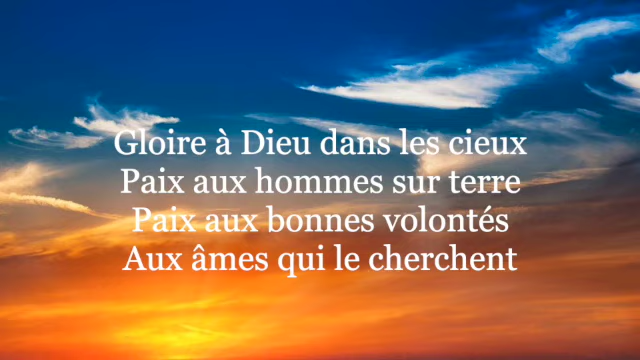 Gloire à Dieu dans les cieux
Paix aux hommes sur terre
Paix aux bonnes volontés
Aux âmes qui le cherchent